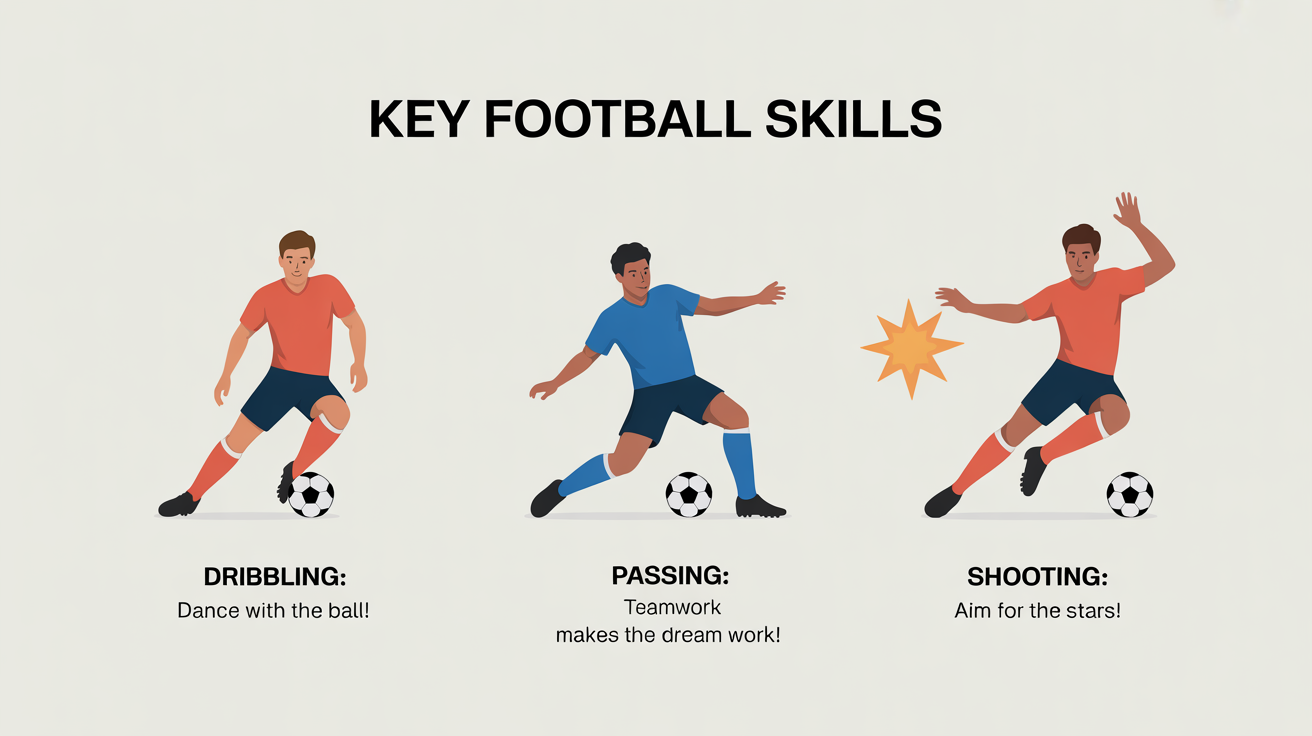 KEY FOOTBALL SKILLS
DRIBBLING:
Dance with the ball!
PASSING:
Teamwork
makes the dream work!
SHOOTING:
Aim for the stars!